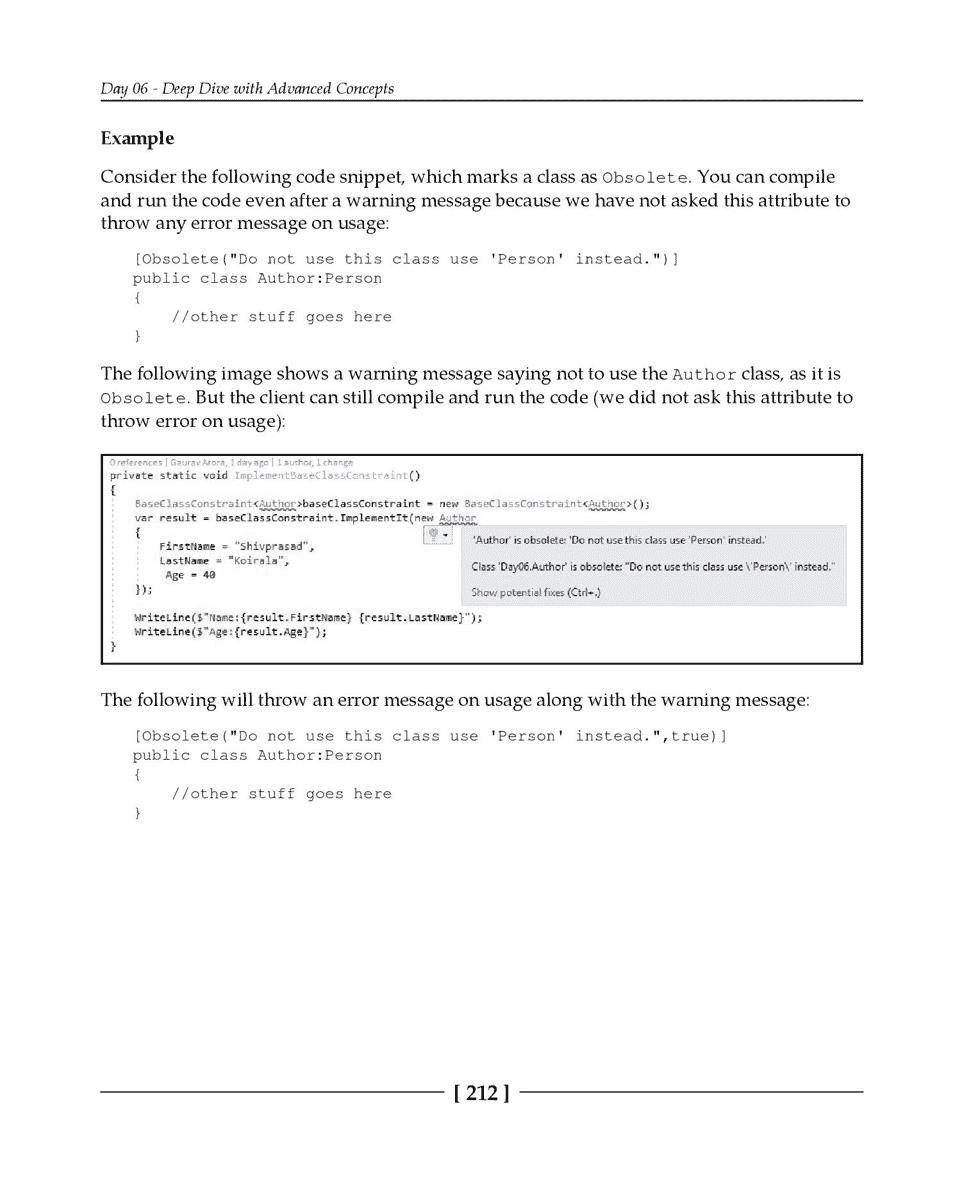 Day 06 - Deep Dive with Advanced Concepts
Example
Consider the following code snippet, which marks a class as Obsolete. You can compile
and run the code even after a warning message because we have not asked this attribute to
throw any error message on usage:
[Obsolete("Do not use this class use 'Person' instead.")]
public class Author:Person
{
//other stuff goes here
}
The following image shows a warning message saying not to use the Author class, as it is
Obsolete. But the client can still compile and run the code (we did not ask this attribute to
throw error on usage):
0 references | Gaurav Arora, 1 day ago | 1 author, 1 change
private static void ImplementBaseClassConstraint()
{
BaseClassConstraint<Author>baseClassConstraint = new BaseClassConstraint<Author>();
var result = baseClassConstraint.ImplementIt(new Author
{
FirstName = "Shivprasad",
LastName = "Koirala",
Age = 40
});
'Author' is obsolete: 'Do not use this class use 'Person' instead.'
Class 'Day06.Author' is obsolete: "Do not use this class use \'Person\' instead."
Show potential fixes (Ctrl+.)
WriteLine($"Name:{result.FirstName} {result.LastName}");
WriteLine($"Age:{result.Age}");
}
The following will throw an error message on usage along with the warning message:
[Obsolete("Do not use this class use 'Person' instead.",true)]
public class Author:Person
{
//other stuff goes here
}
[ 212 ]